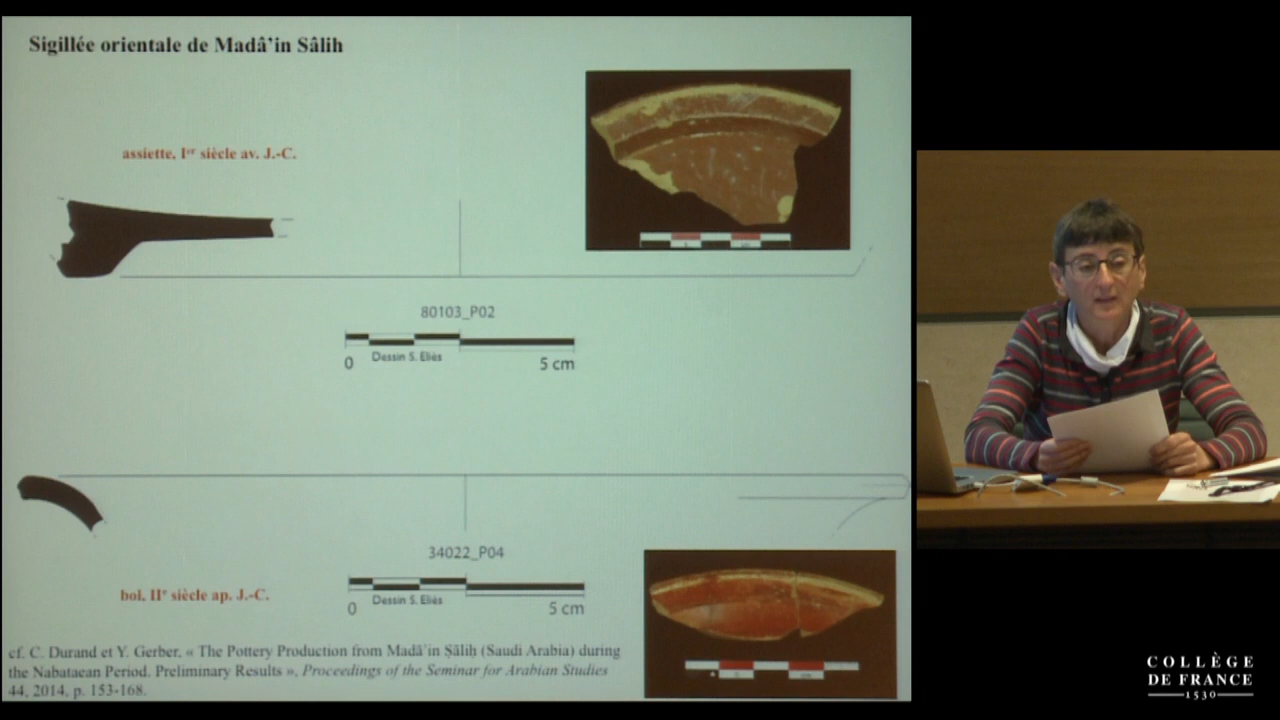 Sigillée orientale de Madâ'in Sâlih
assiette, Iᵉʳ siècle av. J.-C.
80103_P02
Dessin S. Eliès
0 5 cm
34022_P04
Dessin S. Eliès
0 5 cm
bol, IIᵉ siècle ap. J.-C.
cf. C. Durand et Y. Gerber, « The Pottery Production from Madā'in Ṣāliḥ (Saudi Arabia) during
the Nabataean Period. Preliminary Results », Proceedings of the Seminar for Arabian Studies
44, 2014, p. 153-168.
COLLÈGE
DE FRANCE
1530